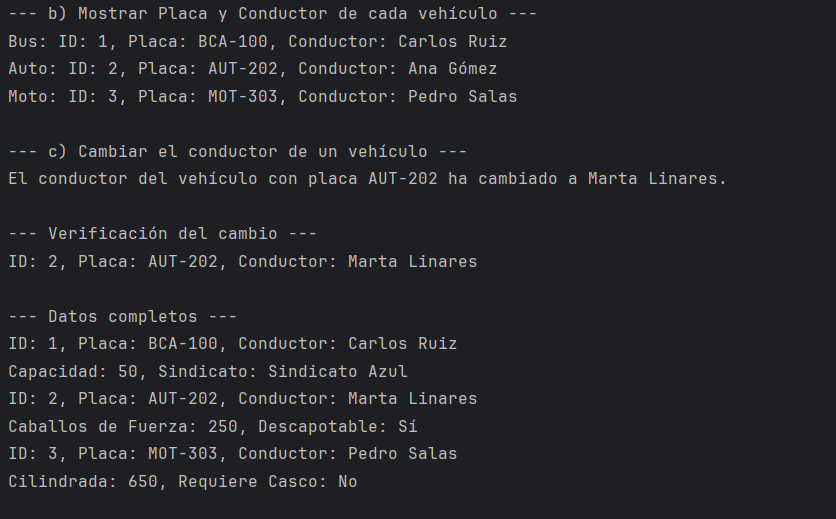 --- b) Mostrar Placa y Conductor de cada vehículo ---
Bus: ID: 1, Placa: BCA-100, Conductor: Carlos Ruiz
Auto: ID: 2, Placa: AUT-202, Conductor: Ana Gómez
Moto: ID: 3, Placa: MOT-303, Conductor: Pedro Salas
--- c) Cambiar el conductor de un vehículo ---
El conductor del vehículo con placa AUT-202 ha cambiado a Marta Linares.
--- Verificación del cambio ---
ID: 2, Placa: AUT-202, Conductor: Marta Linares
--- Datos completos ---
ID: 1, Placa: BCA-100, Conductor: Carlos Ruiz
Capacidad: 50, Sindicato: Sindicato Azul
ID: 2, Placa: AUT-202, Conductor: Marta Linares
Caballos de Fuerza: 250, Descapotable: Sí
ID: 3, Placa: MOT-303, Conductor: Pedro Salas
Cilindrada: 650, Requiere Casco: No